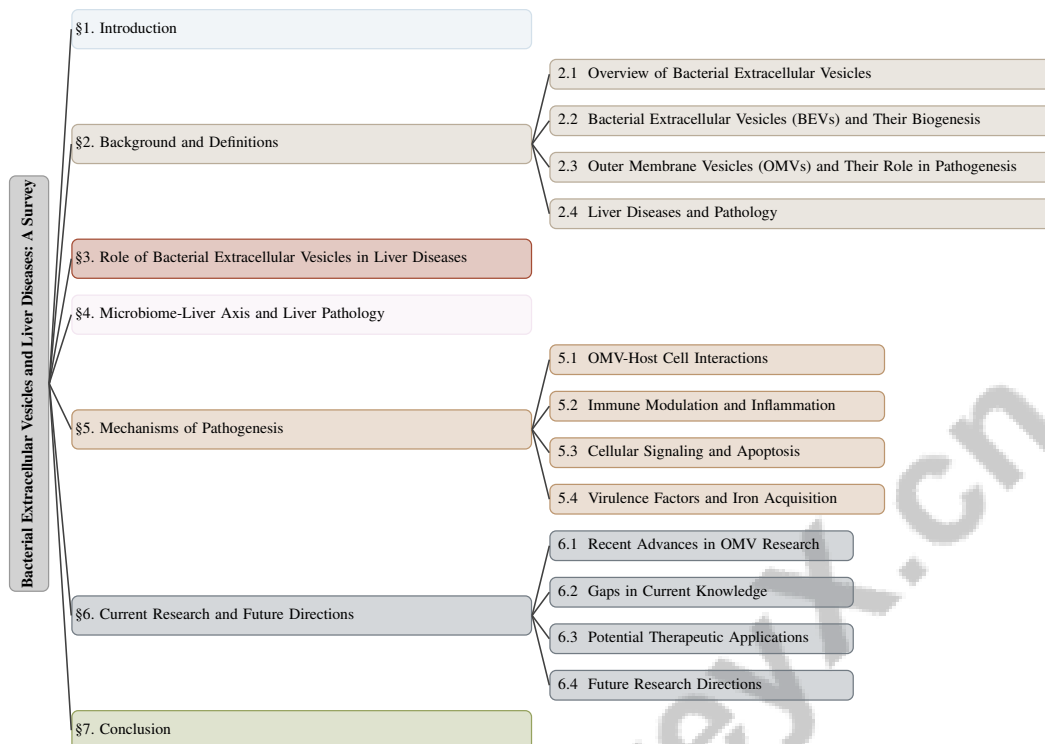 Bacterial Extracellular Vesicles and Liver Diseases: A Survey
§1. Introduction
§2. Background and Definitions
2.1 Overview of Bacterial Extracellular Vesicles
2.2 Bacterial Extracellular Vesicles (BEVs) and Their Biogenesis
2.3 Outer Membrane Vesicles (OMVs) and Their Role in Pathogenesis
2.4 Liver Diseases and Pathology
§3. Role of Bacterial Extracellular Vesicles in Liver Diseases
§4. Microbiome-Liver Axis and Liver Pathology
§5. Mechanisms of Pathogenesis
5.1 OMV-Host Cell Interactions
5.2 Immune Modulation and Inflammation
5.3 Cellular Signaling and Apoptosis
5.4 Virulence Factors and Iron Acquisition
§6. Current Research and Future Directions
6.1 Recent Advances in OMV Research
6.2 Gaps in Current Knowledge
6.3 Potential Therapeutic Applications
6.4 Future Research Directions
§7. Conclusion
eyx.cn